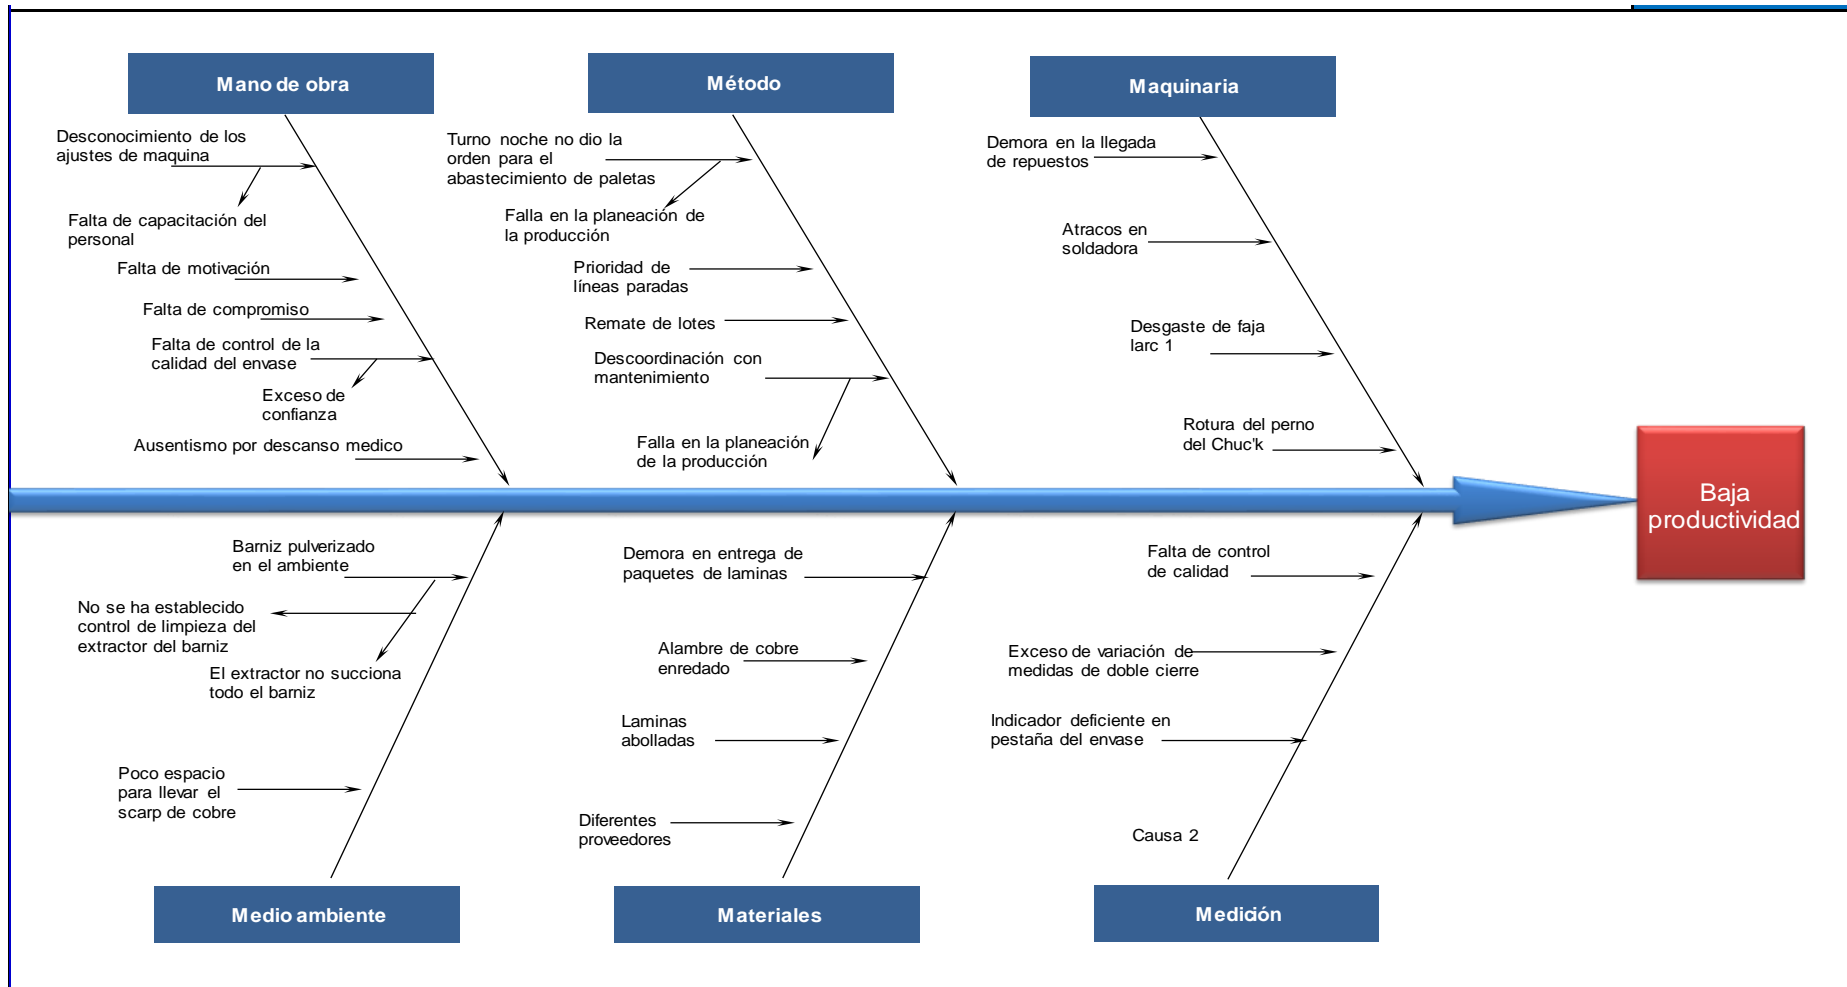 Mano de obra
Método
Maquinaria
Desconocimiento de los
ajustes de maquina
Falta de capacitación del
personal
Falta de motivación
Falta de compromiso
Falta de control de la
calidad del envase
Exceso de
confianza
Ausentismo por descanso medico
Turno noche no dio la
orden para el
abastecimiento de paletas
Falla en la planeación de
la producción
Prioridad de
líneas paradas
Remate de lotes
Descoordinación con
mantenimiento
Falla en la planeación
de la producción
Demora en la llegada
de repuestos
Atracos en
soldadora
Desgaste de faja
larc 1
Rotura del perno
del Chuc'k
Baja
productividad
Barniz pulverizado
en el ambiente
No se ha establecido
control de limpieza del
extractor del barniz
El extractor no succiona
todo el barniz
Poco espacio
para llevar el
scarp de cobre
Demora en entrega de
paquetes de laminas
Alambre de cobre
enredado
Laminas
abolladas
Diferentes
proveedores
Falta de control
de calidad
Exceso de variación de
medidas de doble cierre
Indicador deficiente en
pestaña del envase
Causa 2
Medio ambiente
Materiales
Medición